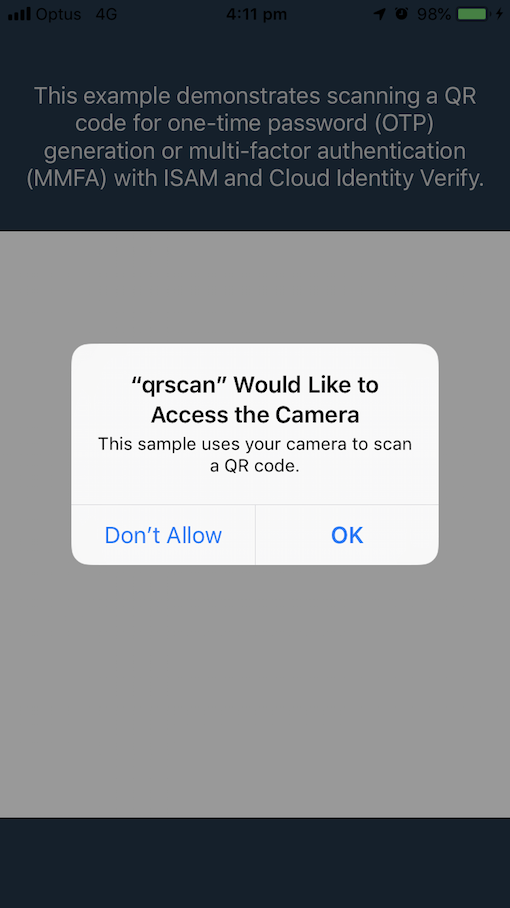 Optus 4G 4:11 pm 98%
This example demonstrates scanning a QR
code for one-time password (OTP)
generation or multi-factor authentication
(MMFA) with ISAM and Cloud Identity Verify.
“qrscan” Would Like to
Access the Camera
This sample uses your camera to scan
a QR code.
Don’t Allow OK